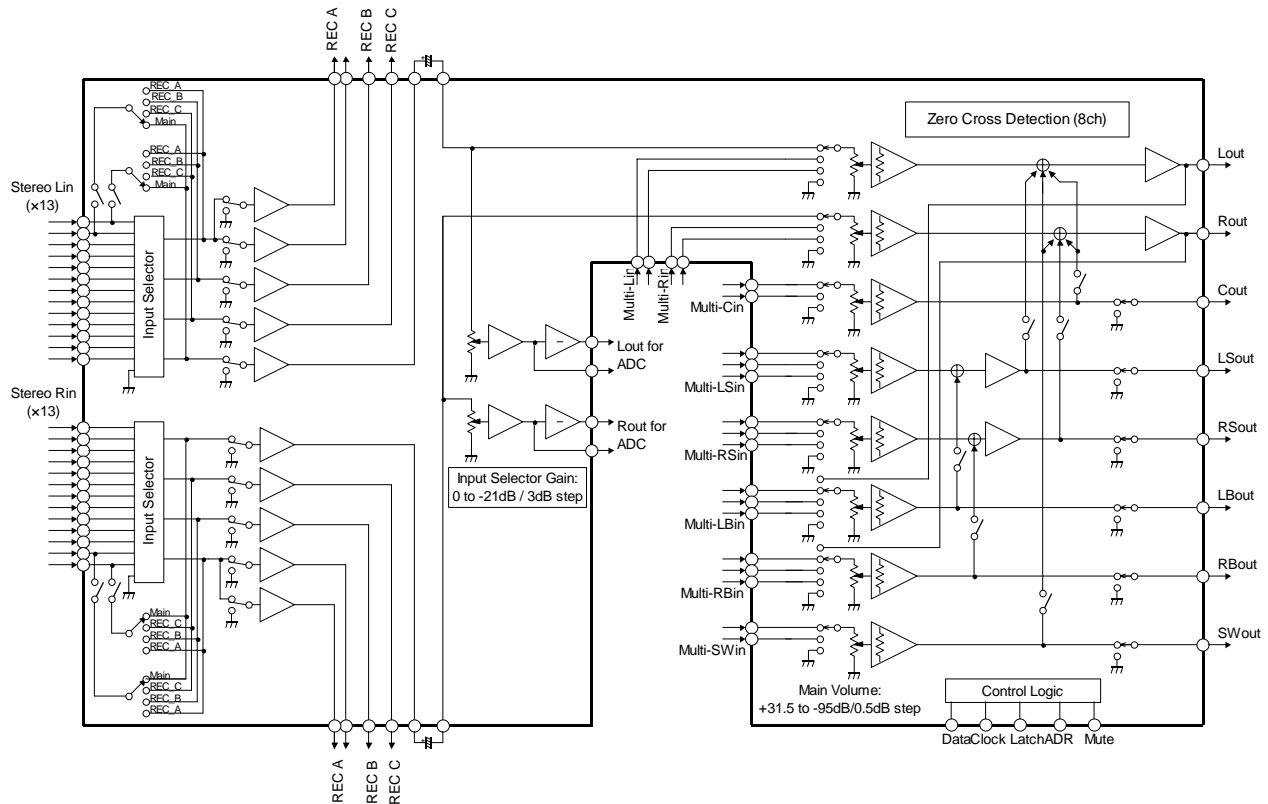 REC A
REC B
REC C
REC_A
REC_B
REC_C
Main
REC_A
REC_B
REC_C
Main
Stereo Lin
(×13)
Input Selector
Stereo Rin
(×13)
Input Selector
Main
REC_C
REC_B
REC_A
Main
REC_C
REC_B
REC_A
REC A
REC B
REC C
Lout for
ADC
Rout for
ADC
Input Selector Gain:
0 to -21dB / 3dB step
Multi-Lin
Multi-Rin
Zero Cross Detection (8ch)
Multi-Cin
Multi-LSin
Multi-RSin
Multi-LBin
Multi-RBin
Multi-SWin
Lout
Rout
Cout
LSout
RSout
LBout
RBout
SWout
Main Volume:
+31.5 to -95dB/0.5dB step
Control Logic
Data Clock Latch ADR Mute